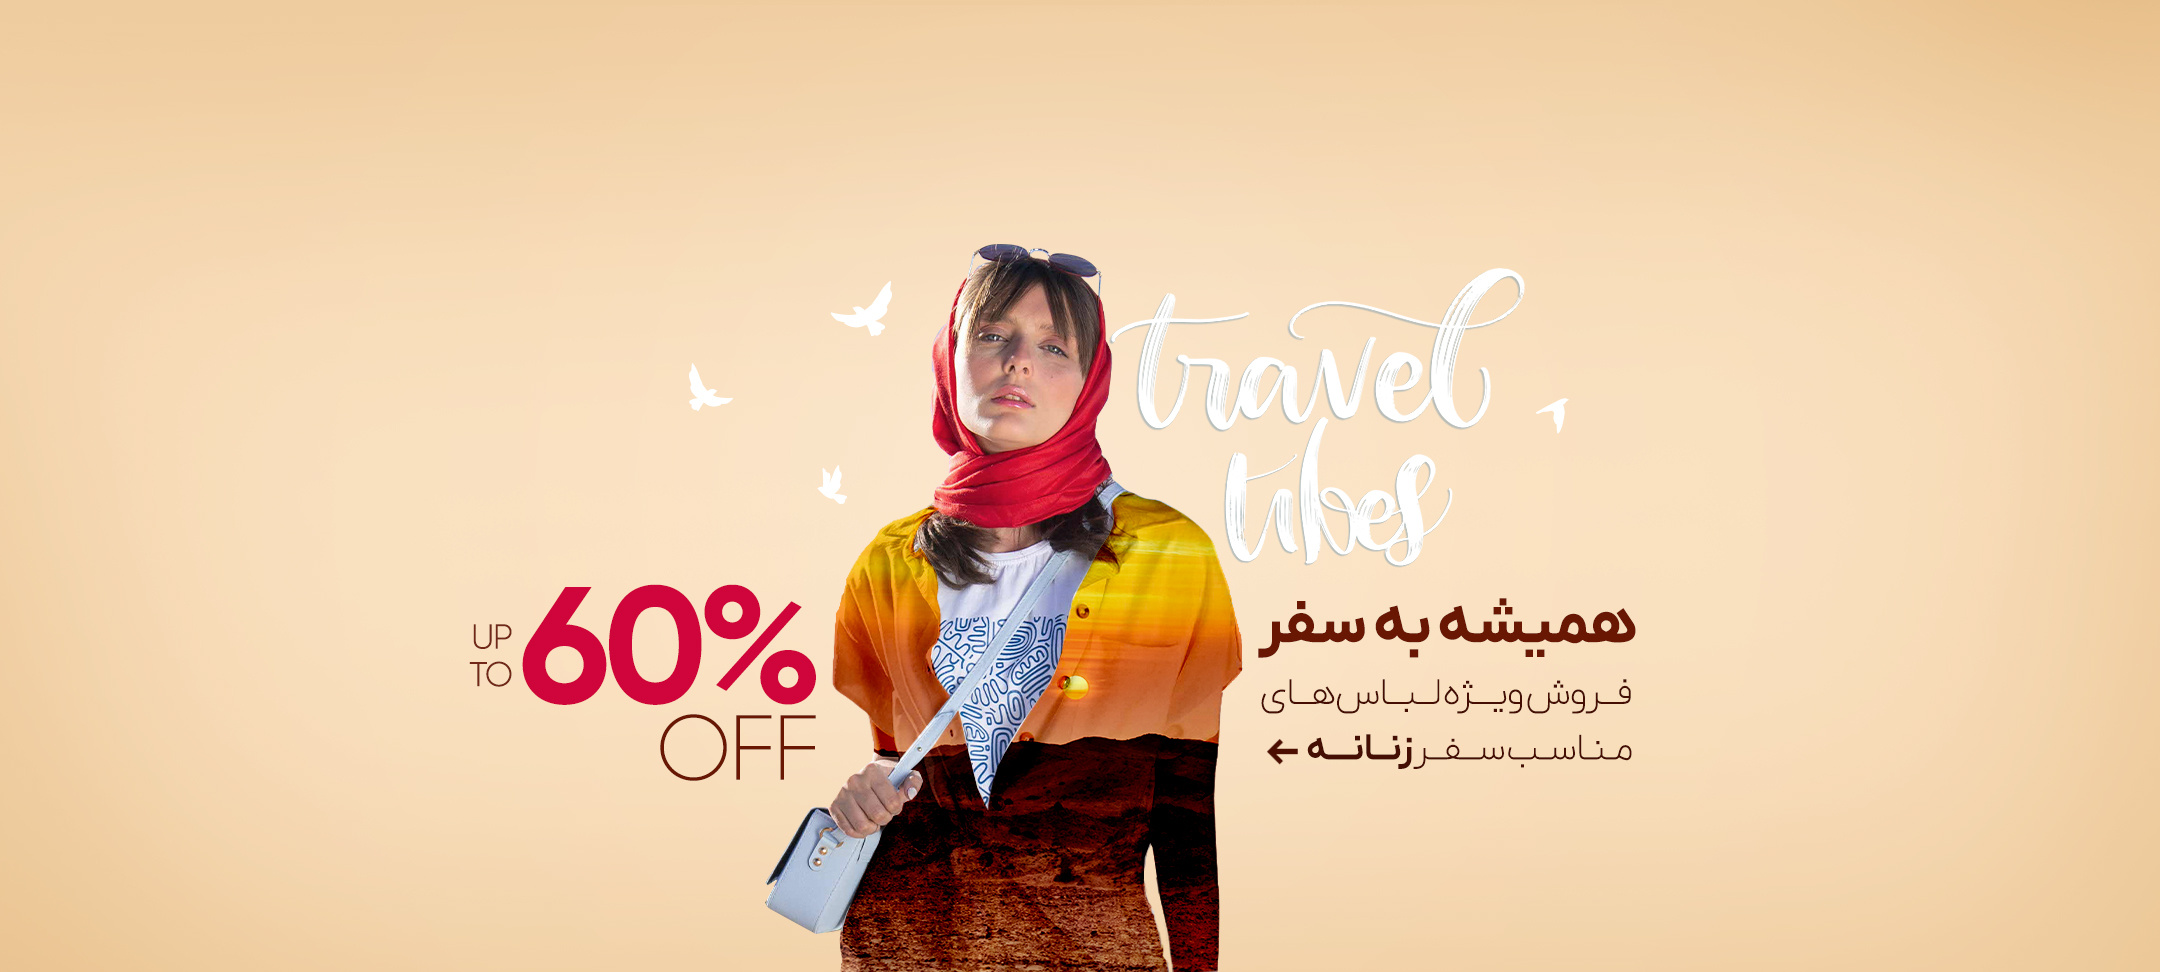 travel
vibes
UP
TO
60%
OFF
همیشه به سفر
فروش ویژه لباس‌های
مناسب سفر زنانه ←